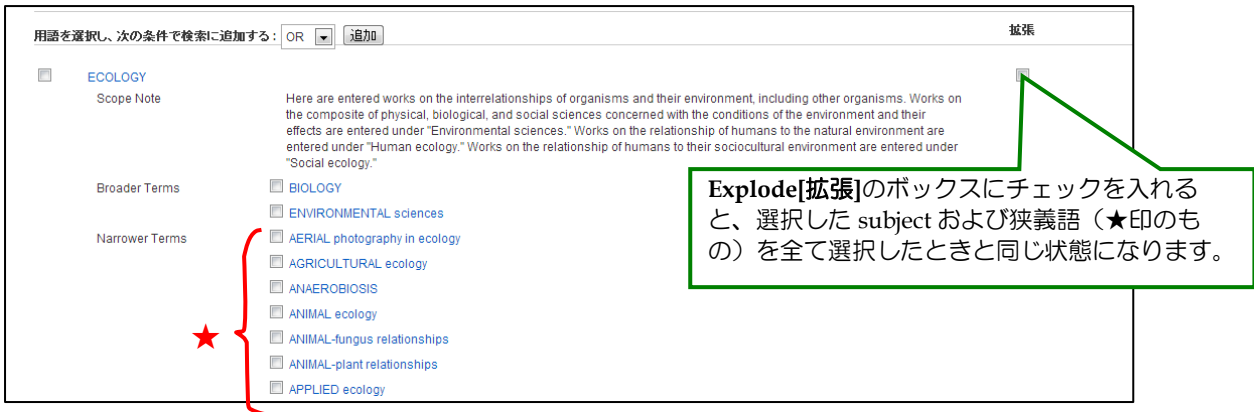 用語を選択し、次の条件で検索に追加する: OR 追加 拡張
ECOLOGY
Scope Note Here are entered works on the interrelationships of organisms and their environment, including other organisms. Works on
the composite of physical, biological, and social sciences concerned with the conditions of the environment and their
effects are entered under "Environmental sciences." Works on the relationship of humans to the natural environment are
entered under "Human ecology." Works on the relationship of humans to their sociocultural environment are entered under
"Social ecology."
Broader Terms BIOLOGY
ENVIRONMENTAL sciences
Narrower Terms AERIAL photography in ecology
AGRICULTURAL ecology
ANAEROBIOSIS
ANIMAL ecology
★ ANIMAL-fungus relationships
ANIMAL-plant relationships
APPLIED ecology
Explode[拡張]のボックスにチェックを入れる
と、選択した subject および狭義語（★印のも
の）を全て選択したときと同じ状態になります。